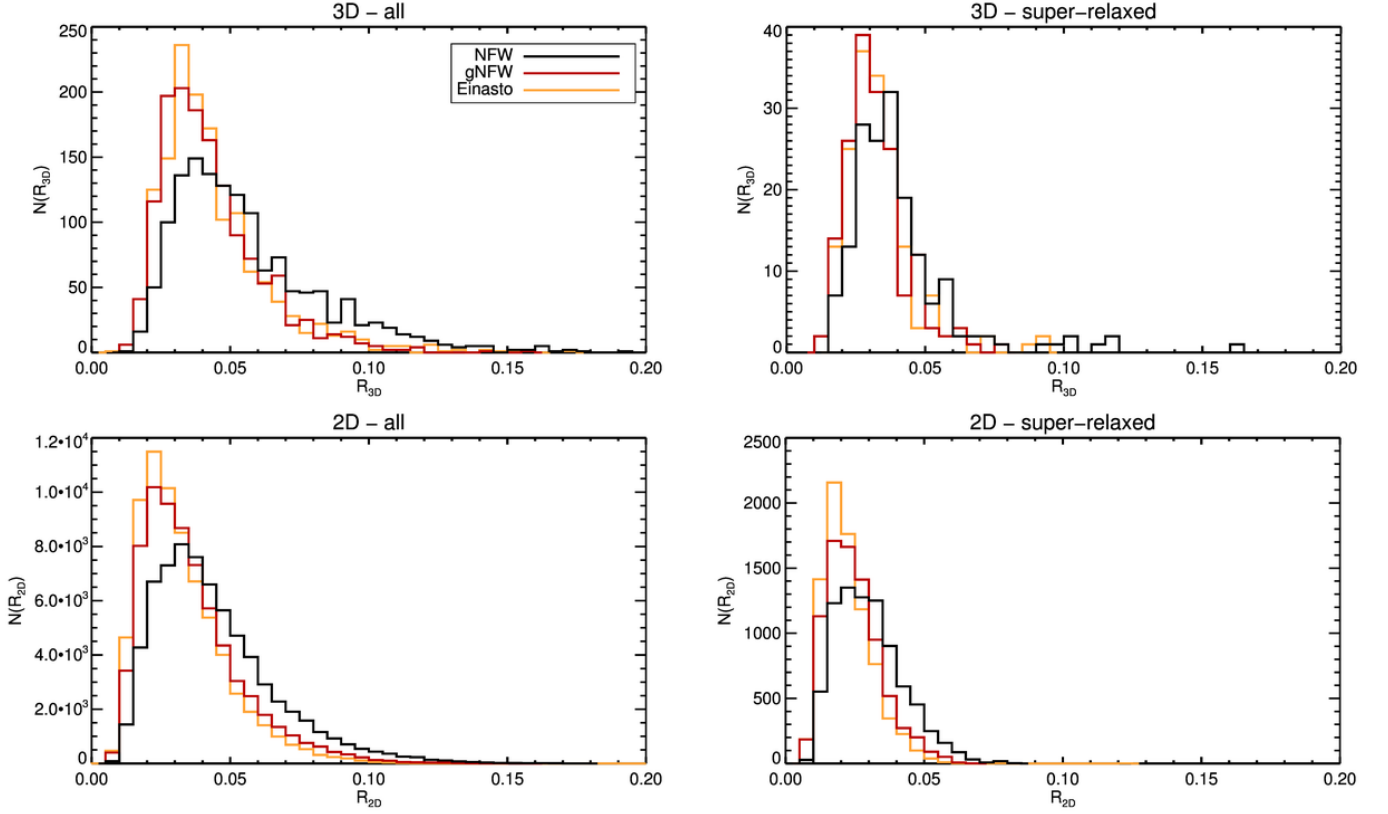 3D – all
250
200
150
100
50
0
N(R3D)
0.00 0.05 0.10 0.15 0.20
R3D
NFW
gNFW
Einasto
3D – super–relaxed
40
30
20
10
0
N(R3D)
0.00 0.05 0.10 0.15 0.20
R3D
2D – all
1.2•10⁴
1.0•10⁴
8.0•10³
6.0•10³
4.0•10³
2.0•10³
0
N(R2D)
0.00 0.05 0.10 0.15 0.20
R2D
2D – super–relaxed
2500
2000
1500
1000
500
0
N(R2D)
0.00 0.05 0.10 0.15 0.20
R2D